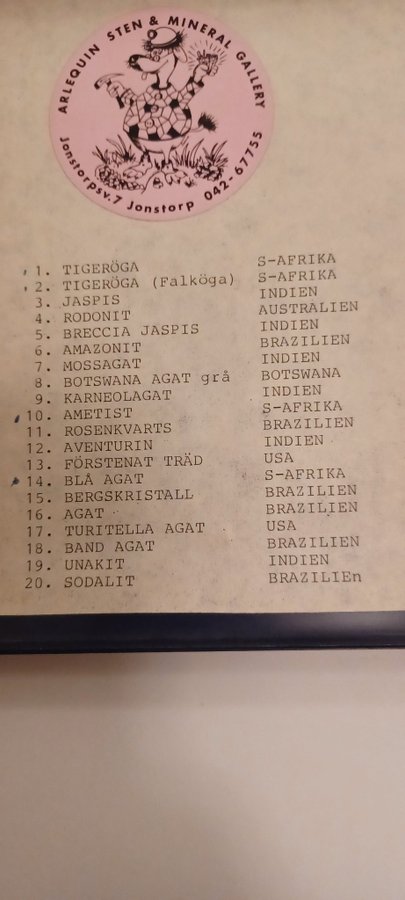 ARLEQUIN STEN & MINERAL GALLERY
Jonstorpsv.7 Jonstorp 042-67755
1. TIGERÖGA S-AFRIKA
2. TIGERÖGA (Falköga) S-AFRIKA
3. JASPIS INDIEN
4. RODONIT AUSTRALIEN
5. BRECCIA JASPIS INDIEN
6. AMAZONIT BRAZILIEN
7. MOSSAGAT INDIEN
8. BOTSWANA AGAT grå BOTSWANA
9. KARNEOLAGAT INDIEN
10. AMETIST S-AFRIKA
11. ROSENKVARTS BRAZILIEN
12. AVENTURIN INDIEN
13. FÖRSTENAT TRÄD USA
14. BLÅ AGAT S-AFRIKA
15. BERGSKRISTALL BRAZILIEN
16. AGAT BRAZILIEN
17. TURITELLA AGAT USA
18. BAND AGAT BRAZILIEN
19. UNAKIT INDIEN
20. SODALIT BRAZILIEn